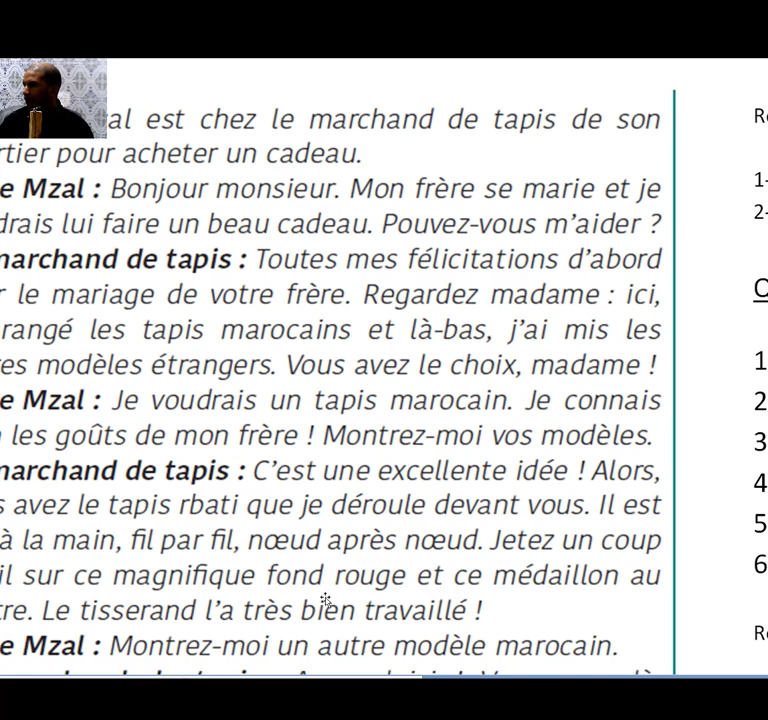 al est chez le marchand de tapis de son
rtier pour acheter un cadeau.
e Mzal : Bonjour monsieur. Mon frère se marie et je
drais lui faire un beau cadeau. Pouvez-vous m’aider ?
marchand de tapis : Toutes mes félicitations d’abord
r le mariage de votre frère. Regardez madame : ici,
rangé les tapis marocains et là-bas, j’ai mis les
res modèles étrangers. Vous avez le choix, madame !
e Mzal : Je voudrais un tapis marocain. Je connais
n les goûts de mon frère ! Montrez-moi vos modèles.
marchand de tapis : C’est une excellente idée ! Alors,
s avez le tapis rbati que je déroule devant vous. Il est
à la main, fil par fil, nœud après nœud. Jetez un coup
il sur ce magnifique fond rouge et ce médaillon au
tre. Le tisserand l’a très bien travaillé !
e Mzal : Montrez-moi un autre modèle marocain.
Re
1-
2-
1
2
3
4
5
6
Re